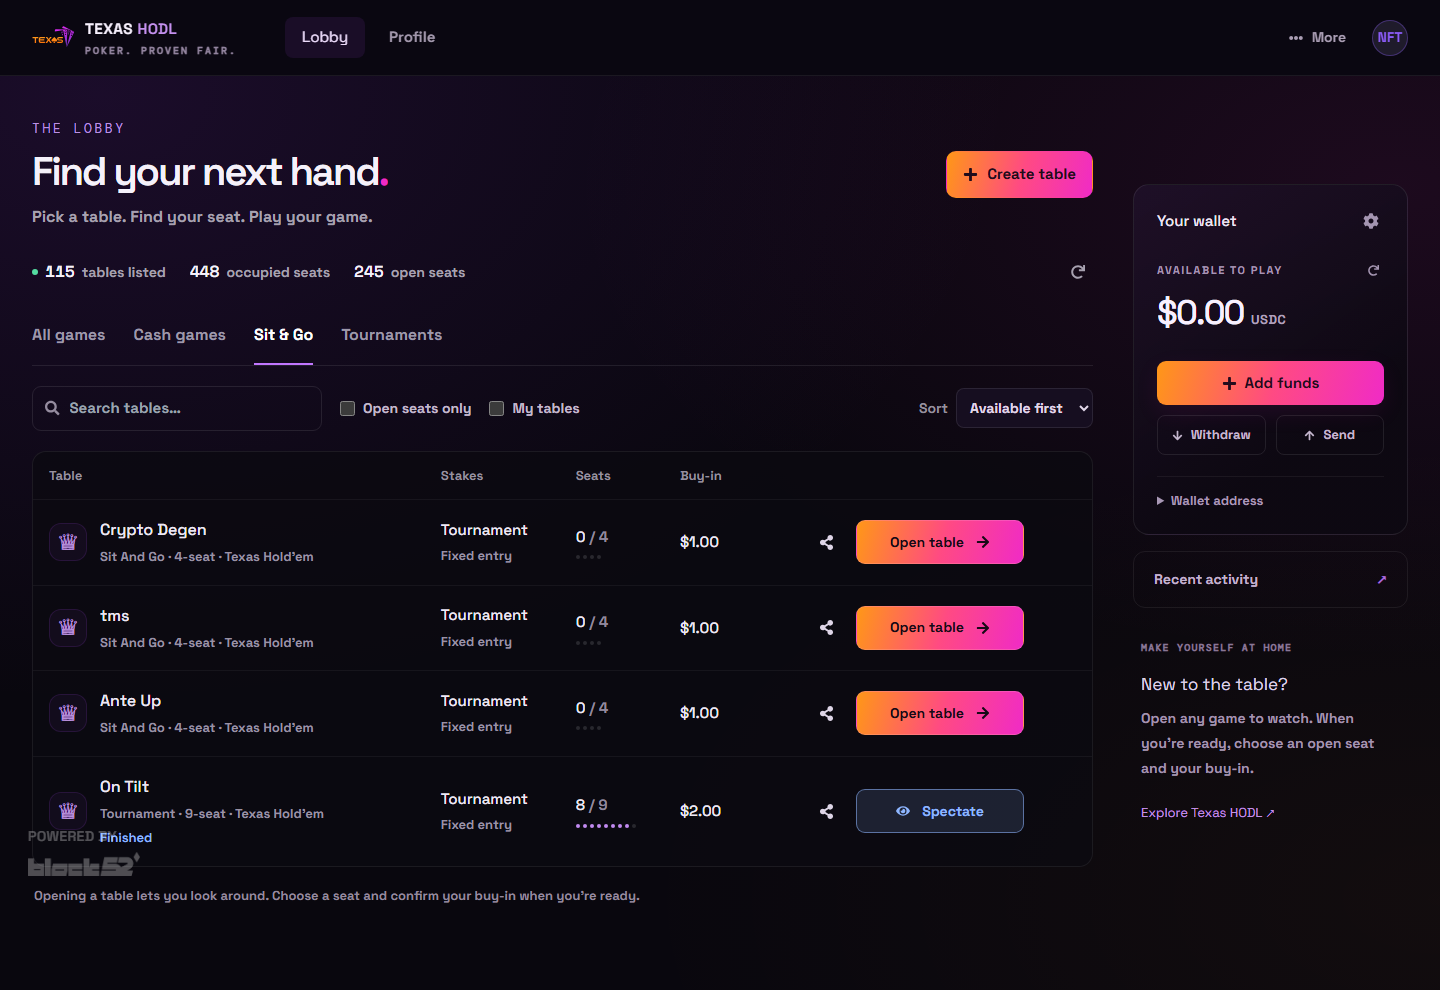 TEXAS
TEXAS HODL
POKER. PROVEN FAIR.
Lobby
Profile
More
NFT
THE LOBBY
Find your next hand.
Pick a table. Find your seat. Play your game.
Create table
115 tables listed
448 occupied seats
245 open seats
All games
Cash games
Sit & Go
Tournaments
Search tables...
Open seats only
My tables
Sort
Available first
Table
Stakes
Seats
Buy-in
Crypto Degen
Sit And Go · 4-seat · Texas Hold'em
Tournament
Fixed entry
0 / 4
$1.00
Open table
tms
Sit And Go · 4-seat · Texas Hold'em
Tournament
Fixed entry
0 / 4
$1.00
Open table
Ante Up
Sit And Go · 4-seat · Texas Hold'em
Tournament
Fixed entry
0 / 4
$1.00
Open table
On Tilt
Tournament · 9-seat · Texas Hold'em
Finished
Tournament
Fixed entry
8 / 9
$2.00
Spectate
POWERED
block52
Opening a table lets you look around. Choose a seat and confirm your buy-in when you're ready.
Your wallet
AVAILABLE TO PLAY
$0.00 USDC
Add funds
Withdraw
Send
Wallet address
Recent activity
MAKE YOURSELF AT HOME
New to the table?
Open any game to watch. When
you're ready, choose an open seat
and your buy-in.
Explore Texas HODL ↗